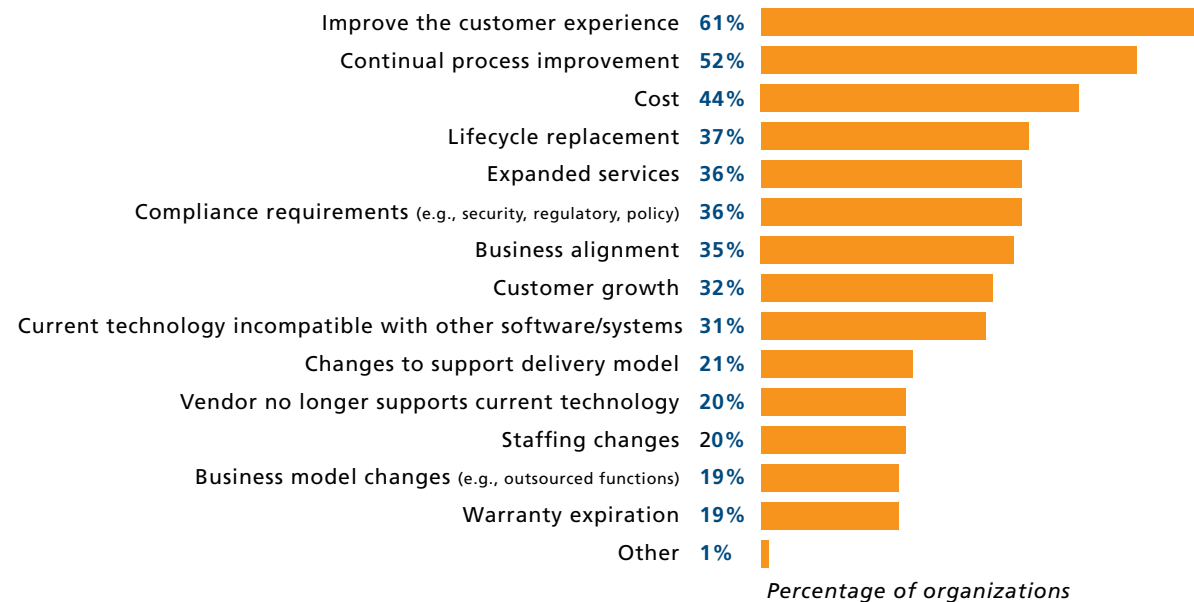 Improve the customer experience 61%
Continual process improvement 52%
Cost 44%
Lifecycle replacement 37%
Expanded services 36%
Compliance requirements (e.g., security, regulatory, policy) 36%
Business alignment 35%
Customer growth 32%
Current technology incompatible with other software/systems 31%
Changes to support delivery model 21%
Vendor no longer supports current technology 20%
Staffing changes 20%
Business model changes (e.g., outsourced functions) 19%
Warranty expiration 19%
Other 1%
Percentage of organizations